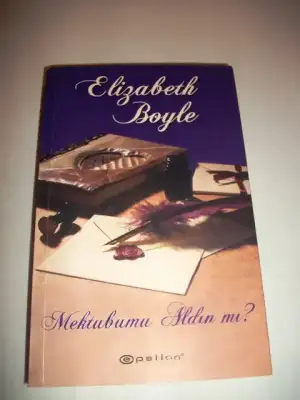 Elizabeth
Boyle
Mektubumu Aldın mı?
epsilon